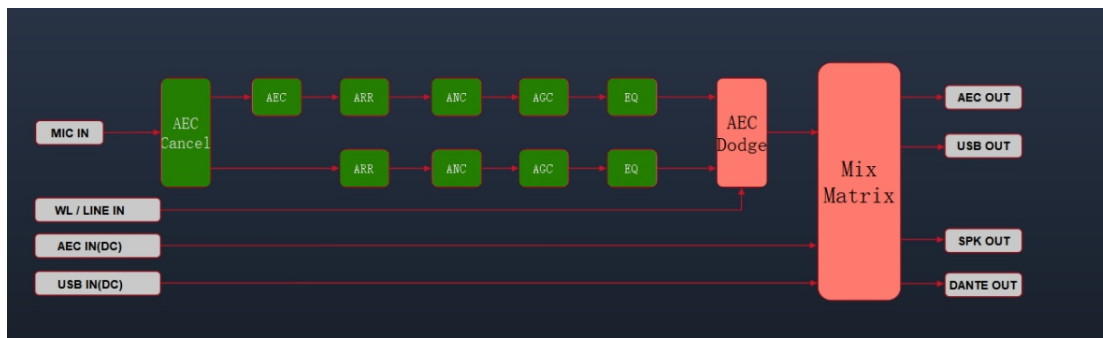 MIC IN
AEC
Cancel
AEC
ARR
ANC
AGC
EQ
ARR
ANC
AGC
EQ
AEC
Dodge
WL / LINE IN
AEC IN(DC)
USB IN(DC)
Mix
Matrix
AEC OUT
USB OUT
SPK OUT
DANTE OUT